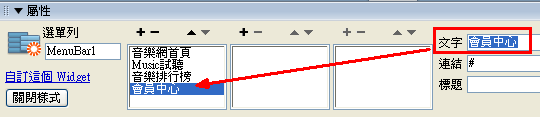 屬性
選單列
MenuBar1
自訂這個 Widget
關閉樣式
音樂網首頁
Music試聽
音樂排行榜
會員中心
文字 會員中心
連結 #
標題